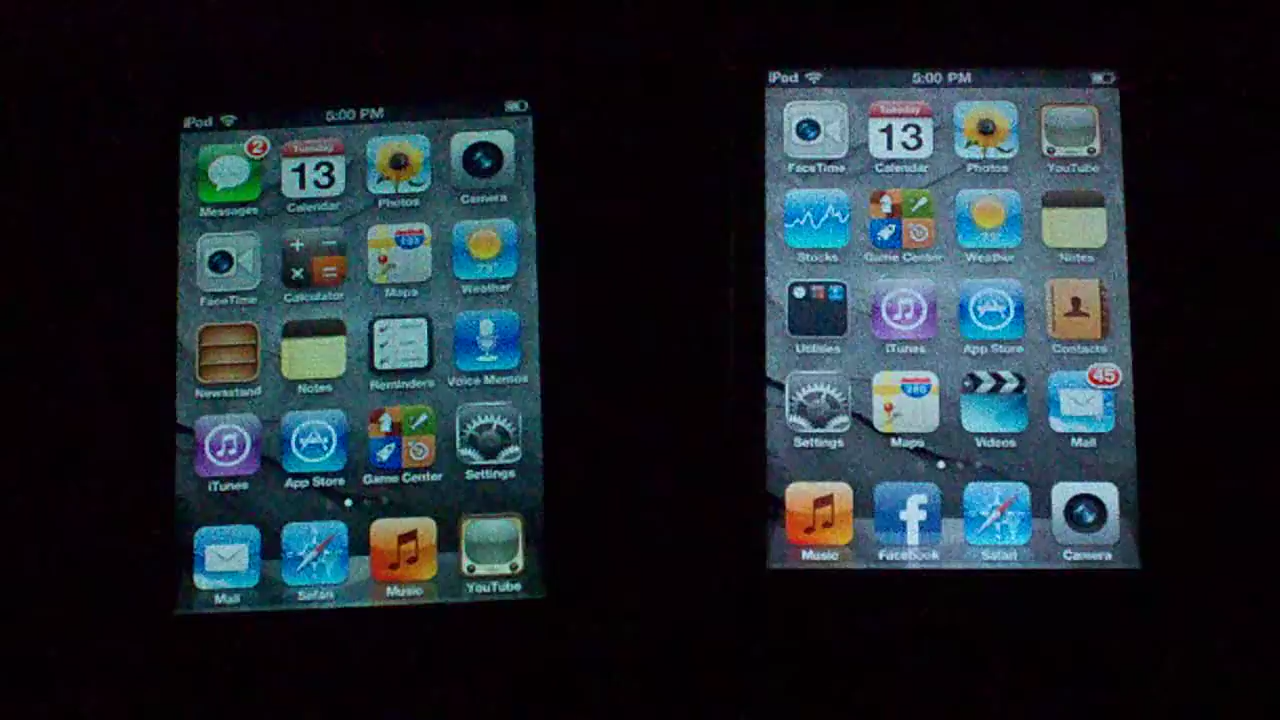 iPod 5:00 PM
2
Tuesday
13
Messages Calendar Photos Camera
73°
FaceTime Calculator Maps Weather
Newsstand Notes Reminders Voice Memos
iTunes App Store Game Center Settings
Mail Safari Music YouTube
iPod 5:00 PM
Tuesday
13
FaceTime Calendar Photos YouTube
73°
Stocks Game Center Weather Notes
Utilities iTunes App Store Contacts
280
45
Settings Maps Videos Mail
f
Music Facebook Safari Camera